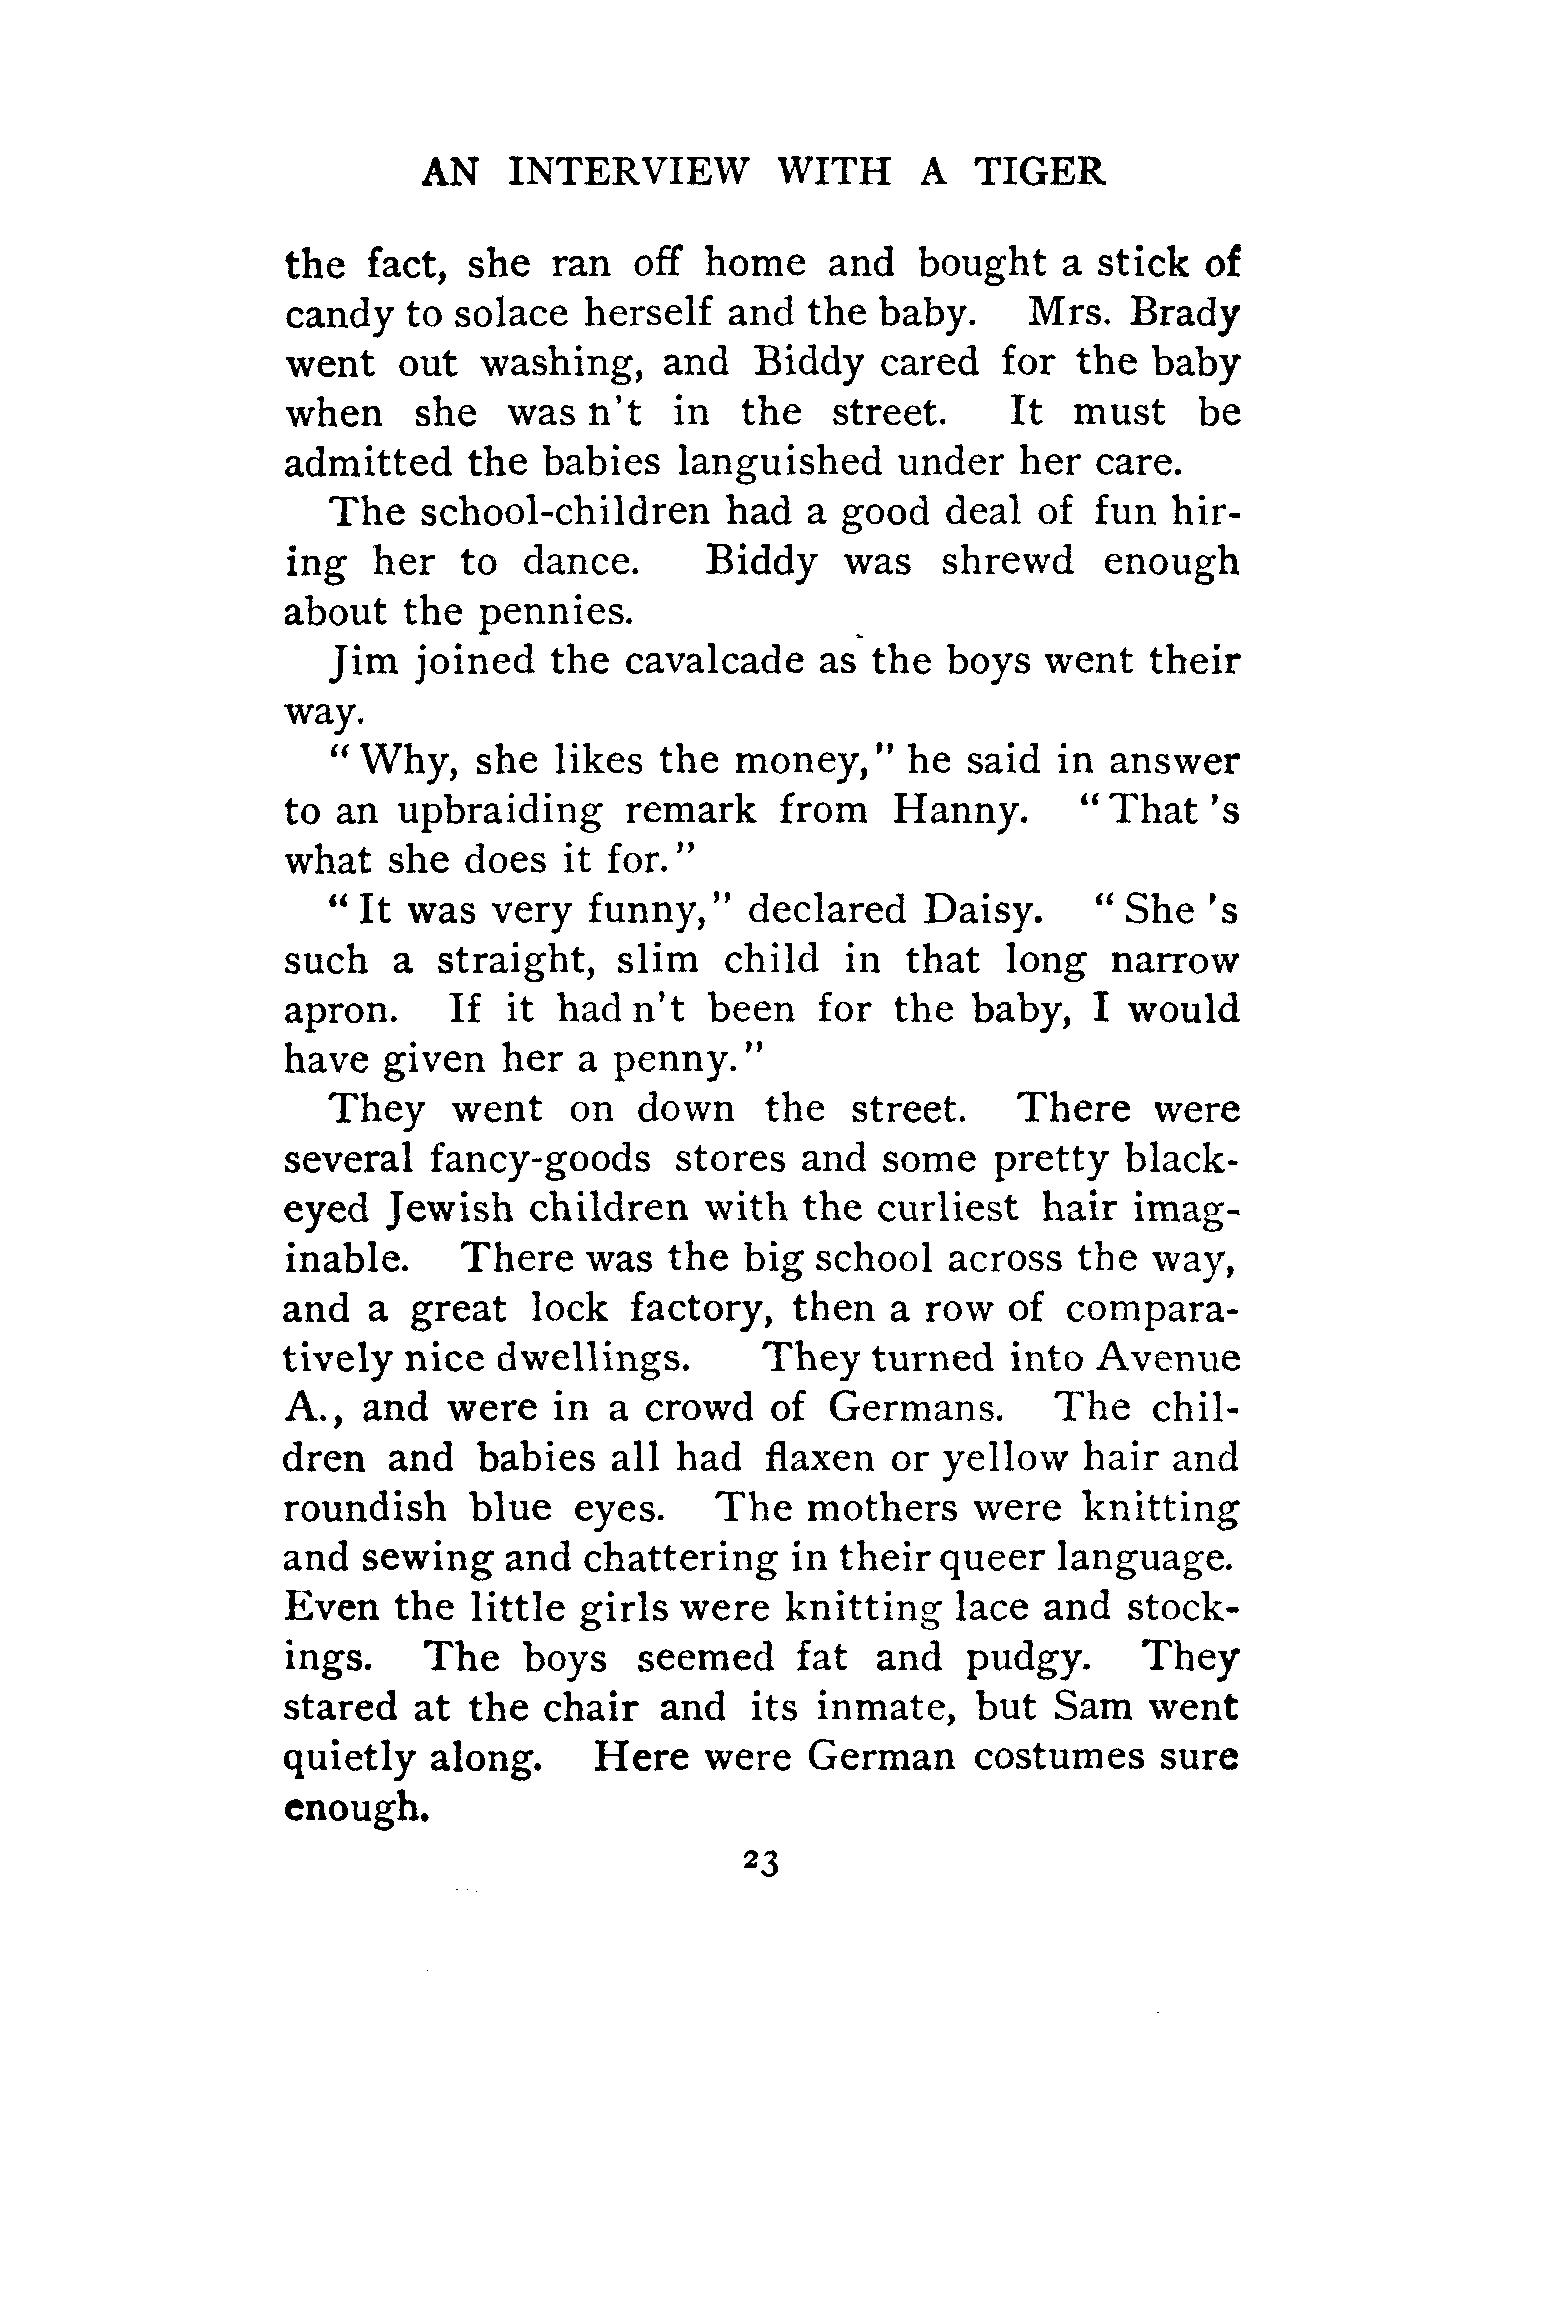 AN INTERVIEW WITH A TIGER
the fact, she ran off home and bought a stick of
candy to solace herself and the baby. Mrs. Brady
went out washing, and Biddy cared for the baby
when she was n't in the street. It must be
admitted the babies languished under her care.
The school-children had a good deal of fun hir-
ing her to dance. Biddy was shrewd enough
about the pennies.
Jim joined the cavalcade as the boys went their
way.
"Why, she likes the money," he said in answer
to an upbraiding remark from Hanny. "That 's
what she does it for."
"It was very funny," declared Daisy. "She 's
such a straight, slim child in that long narrow
apron. If it had n't been for the baby, I would
have given her a penny."
They went on down the street. There were
several fancy-goods stores and some pretty black-
eyed Jewish children with the curliest hair imag-
inable. There was the big school across the way,
and a great lock factory, then a row of compara-
tively nice dwellings. They turned into Avenue
A., and were in a crowd of Germans. The chil-
dren and babies all had flaxen or yellow hair and
roundish blue eyes. The mothers were knitting
and sewing and chattering in their queer language.
Even the little girls were knitting lace and stock-
ings. The boys seemed fat and pudgy. They
stared at the chair and its inmate, but Sam went
quietly along. Here were German costumes sure
enough.
23